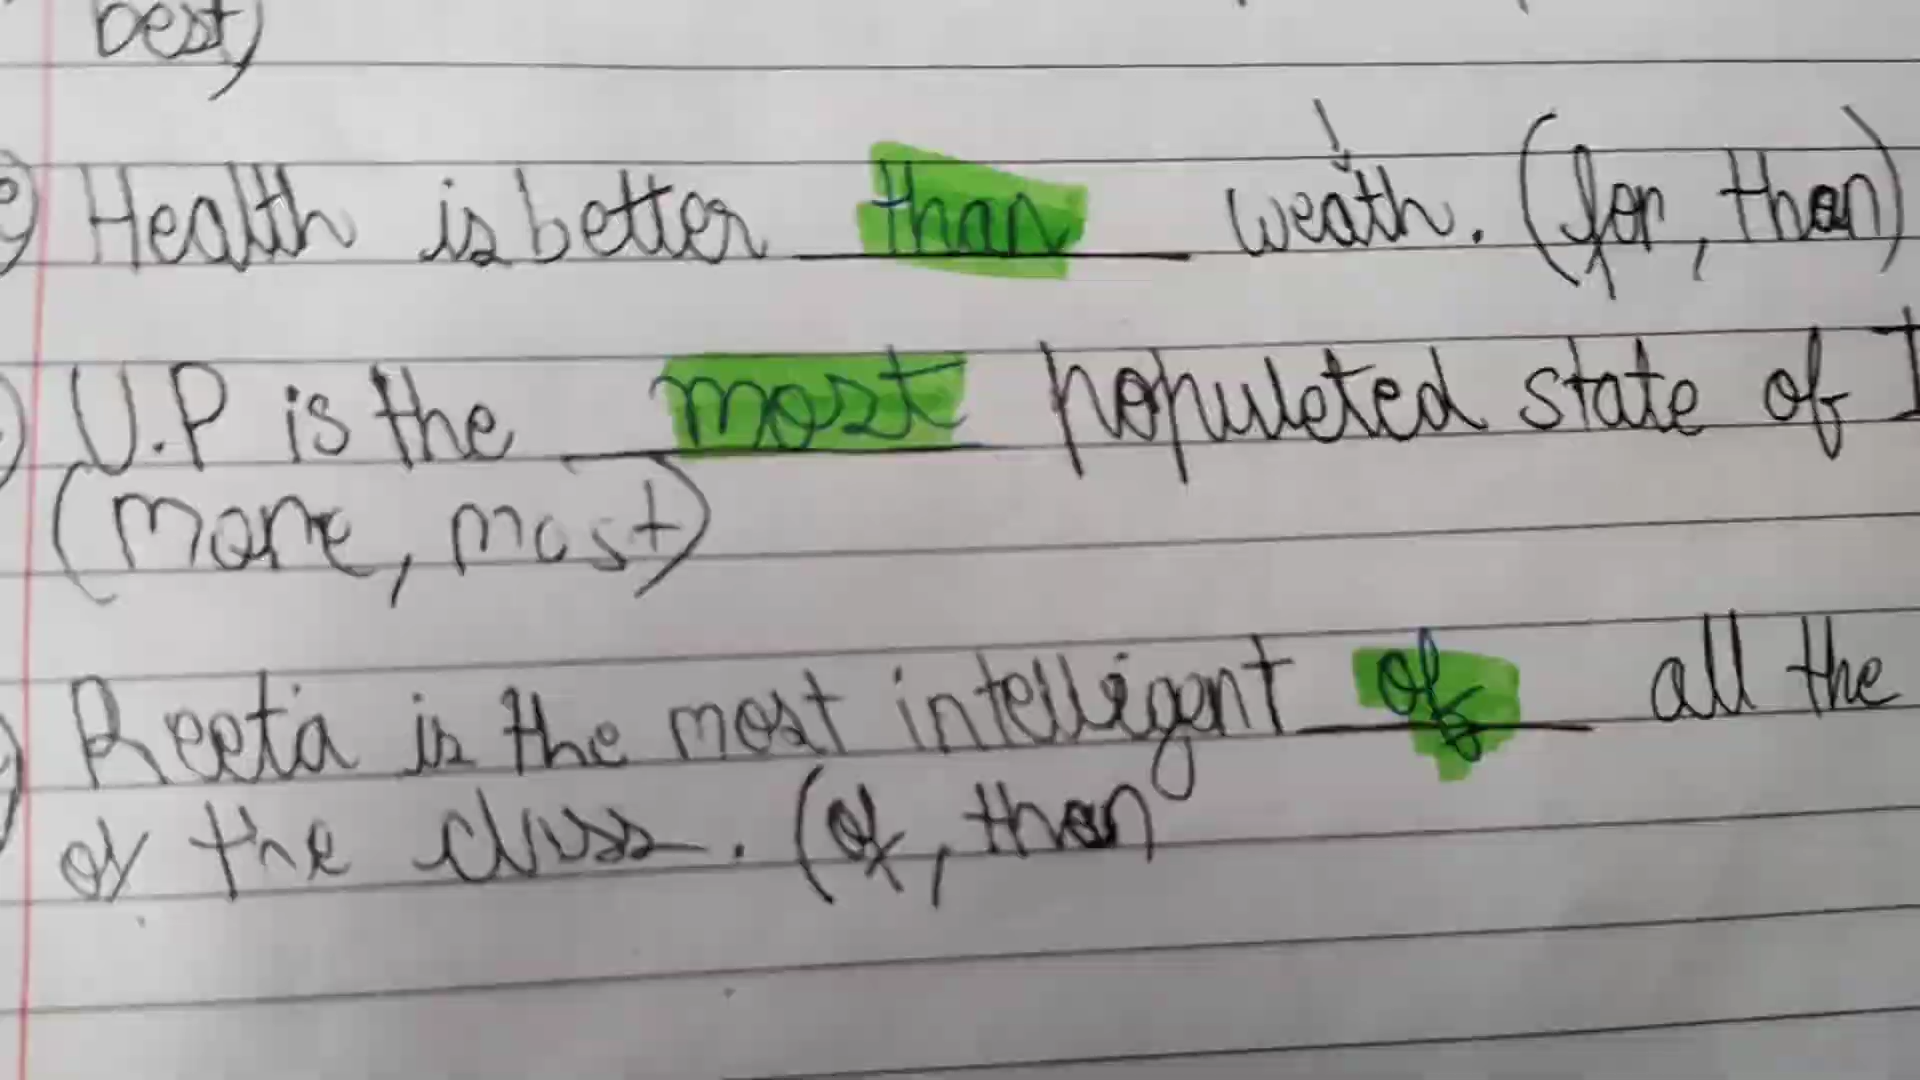 best)
Health is better than weath. (for, than)
U.P is the most populeted state of I
(more, most)
Reeta is the most intelligent of all the
of the class. (of, than